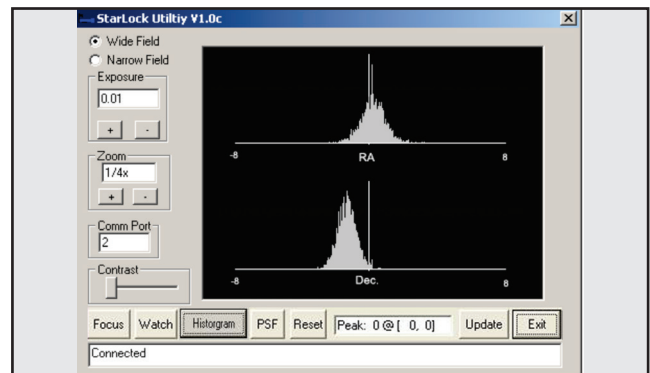 StarLock Utiltiy V1.0c
Wide Field
Narrow Field
Exposure
0.01
+ -
Zoom
1/4x
+ -
Comm Port
2
Contrast
-8 RA 8
-8 Dec. 8
Focus Watch Historgram PSF Reset Peak: 0 @ [ 0, 0] Update Exit
Connected